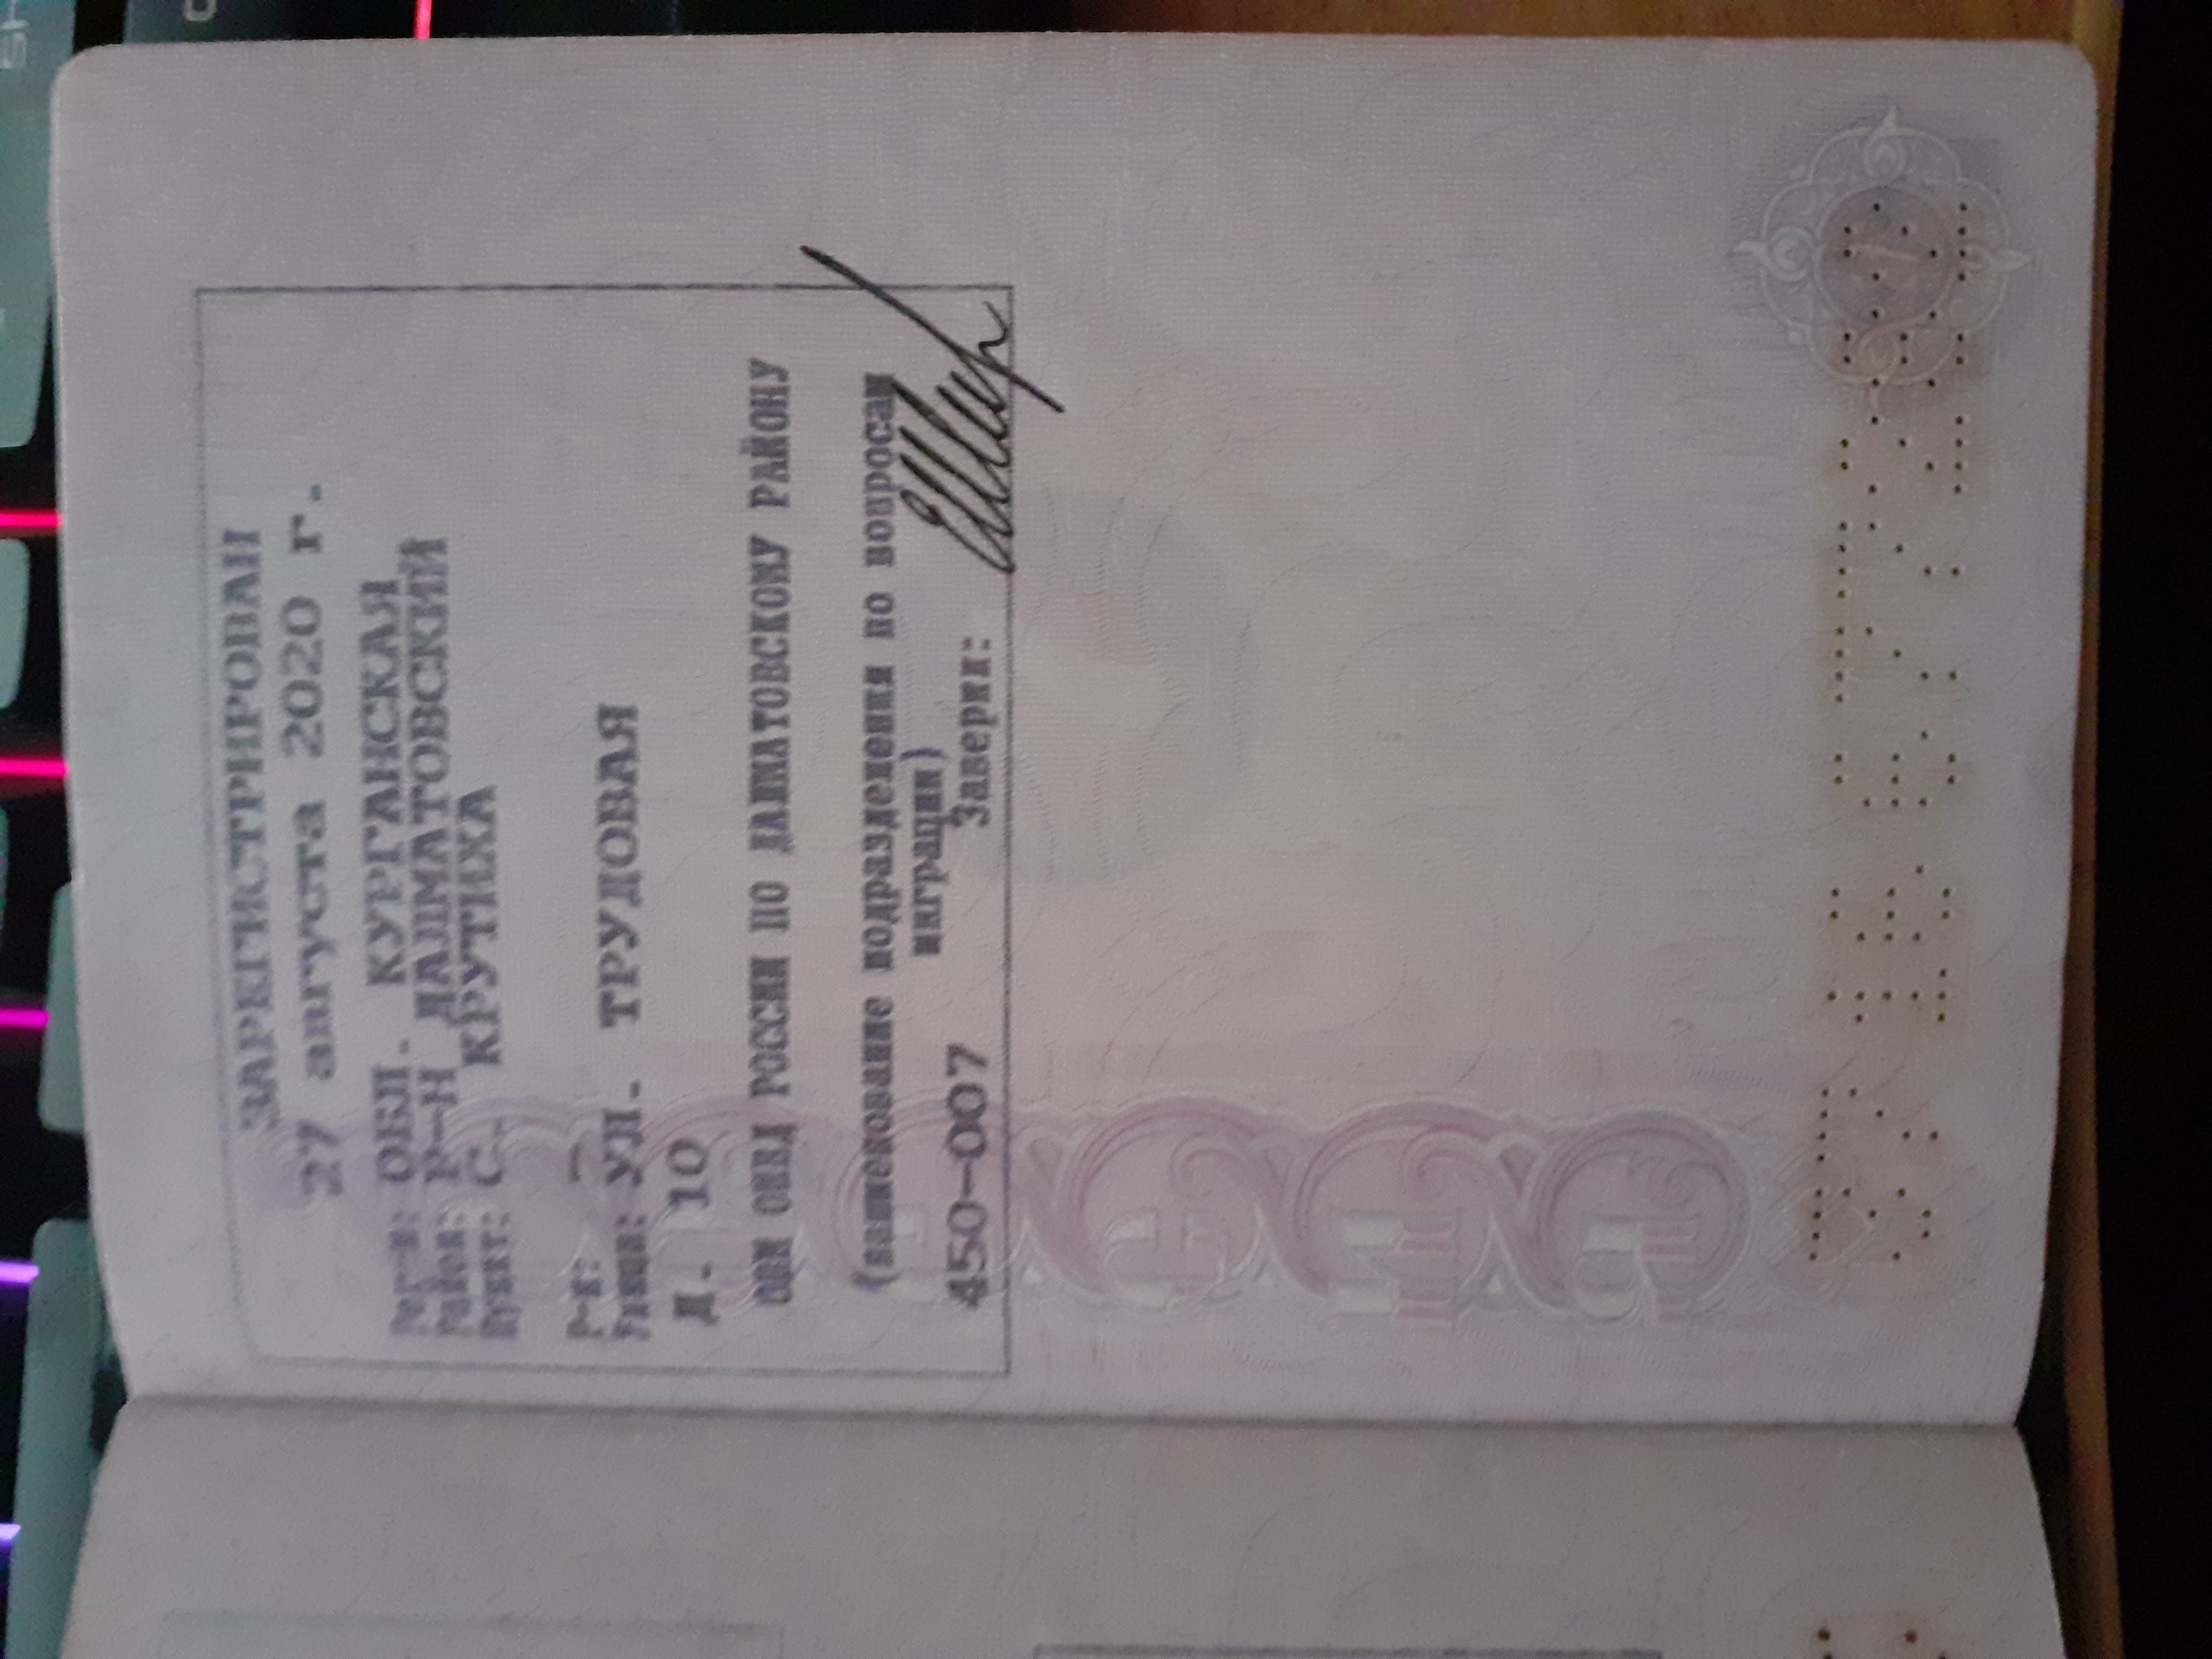 ЗАРЕГИСТРИРОВАН
27 августа 2020 г.
Рег-н: ОБЛ. КУРГАНСКАЯ
Район: Р-Н ДАЛМАТОВСКИЙ
Пункт: С. КРУТИХА
Р-н: -
Улица: УЛ. ТРУДОВАЯ
Д. 10
ОВМ ОМВД РОССИИ ПО ДАЛМАТОВСКОМУ РАЙОНУ
(наименование подразделения по вопросам
миграции)
450-007 Заверил: